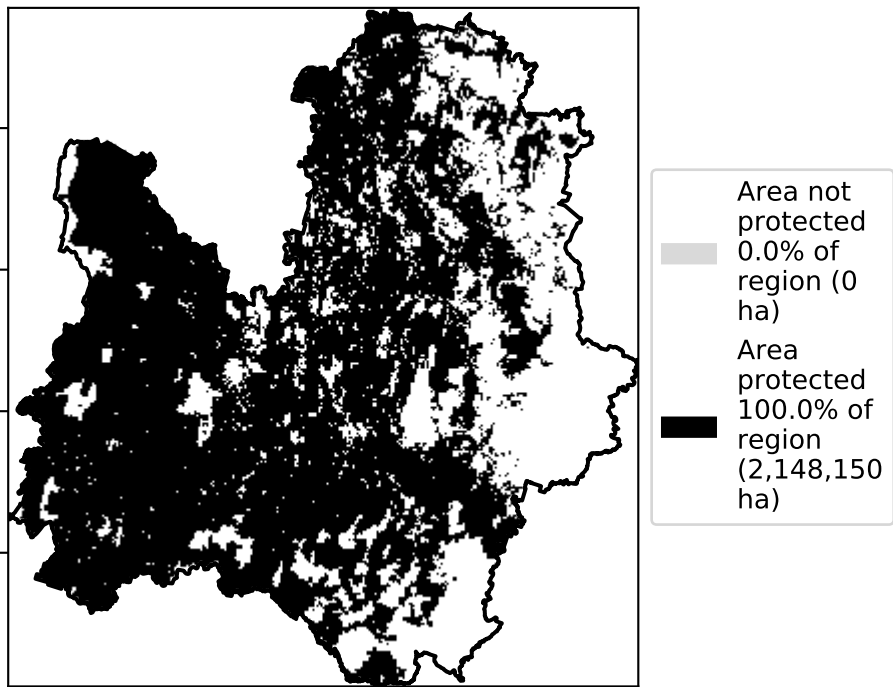 Area not
protected
0.0% of
region (0
ha)
Area
protected
100.0% of
region
(2,148,150
ha)